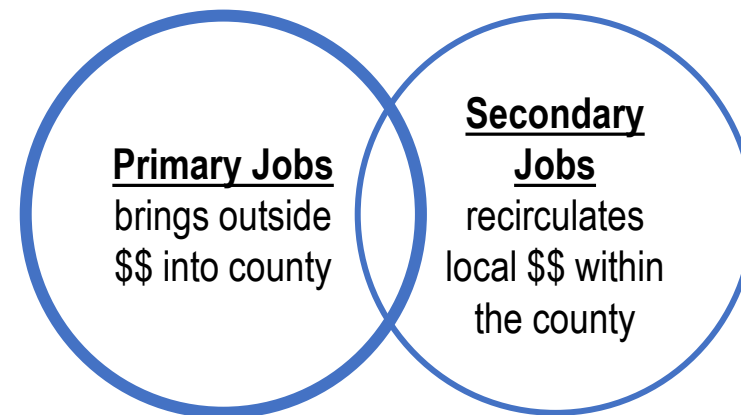 Primary Jobs
brings outside
$$ into county
Secondary
Jobs
recirculates
local $$ within
the county